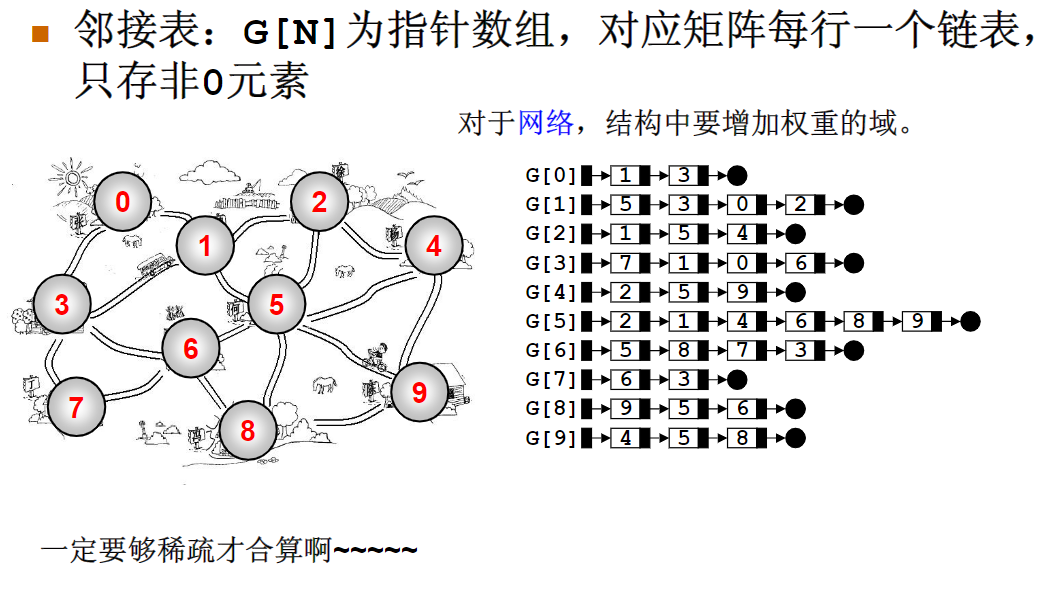 邻接表：G[N]为指针数组，对应矩阵每行一个链表，
只存非0元素
对于网络，结构中要增加权重的域。
0
2
1
4
3
5
6
9
7
8
G[0] 1 3
G[1] 5 3 0 2
G[2] 1 5 4
G[3] 7 1 0 6
G[4] 2 5 9
G[5] 2 1 4 6 8 9
G[6] 5 8 7 3
G[7] 6 3
G[8] 9 5 6
G[9] 4 5 8
一定要够稀疏才合算啊~~~~~